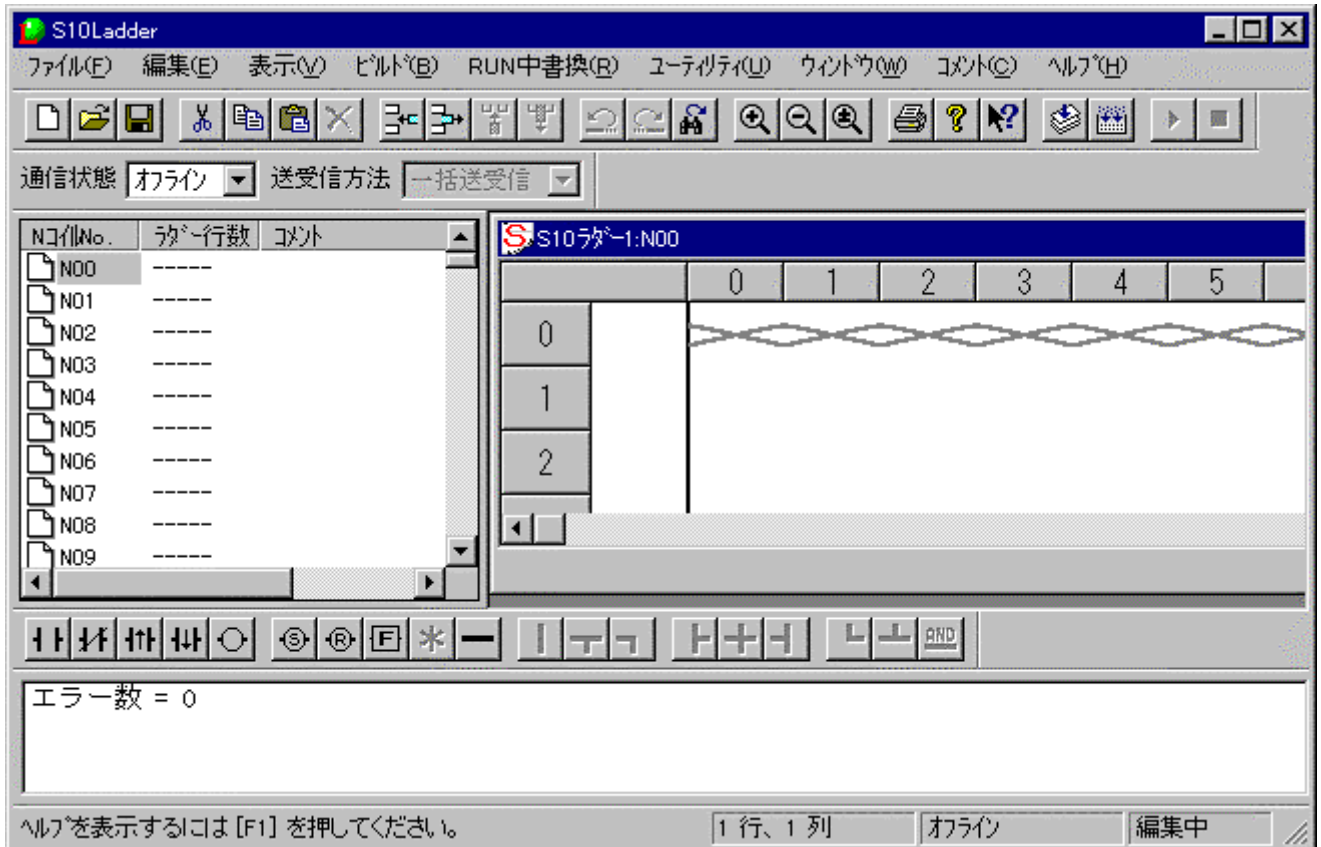 S10Ladder
ﾌｧｲﾙ(F) 編集(E) 表示(V) ﾋﾞﾙﾄﾞ(B) RUN中書換(R) ﾕｰﾃｨﾘﾃｨ(U) ｳｨﾝﾄﾞｳ(W) ｺﾒﾝﾄ(C) ﾍﾙﾌﾟ(H)
通信状態 ｵﾌﾗｲﾝ 送受信方法 一括送受信
NｺｲﾙNo. ﾗﾀﾞｰ行数 ｺﾒﾝﾄ
N00 -----
N01 -----
N02 -----
N03 -----
N04 -----
N05 -----
N06 -----
N07 -----
N08 -----
N09 -----
S10ﾗﾀﾞｰ1:N00
0 1 2 3 4 5
0
1
2
S R F AND
エラー数 = 0
ﾍﾙﾌﾟを表示するには [F1] を押してください。 1 行、1 列 ｵﾌﾗｲﾝ 編集中